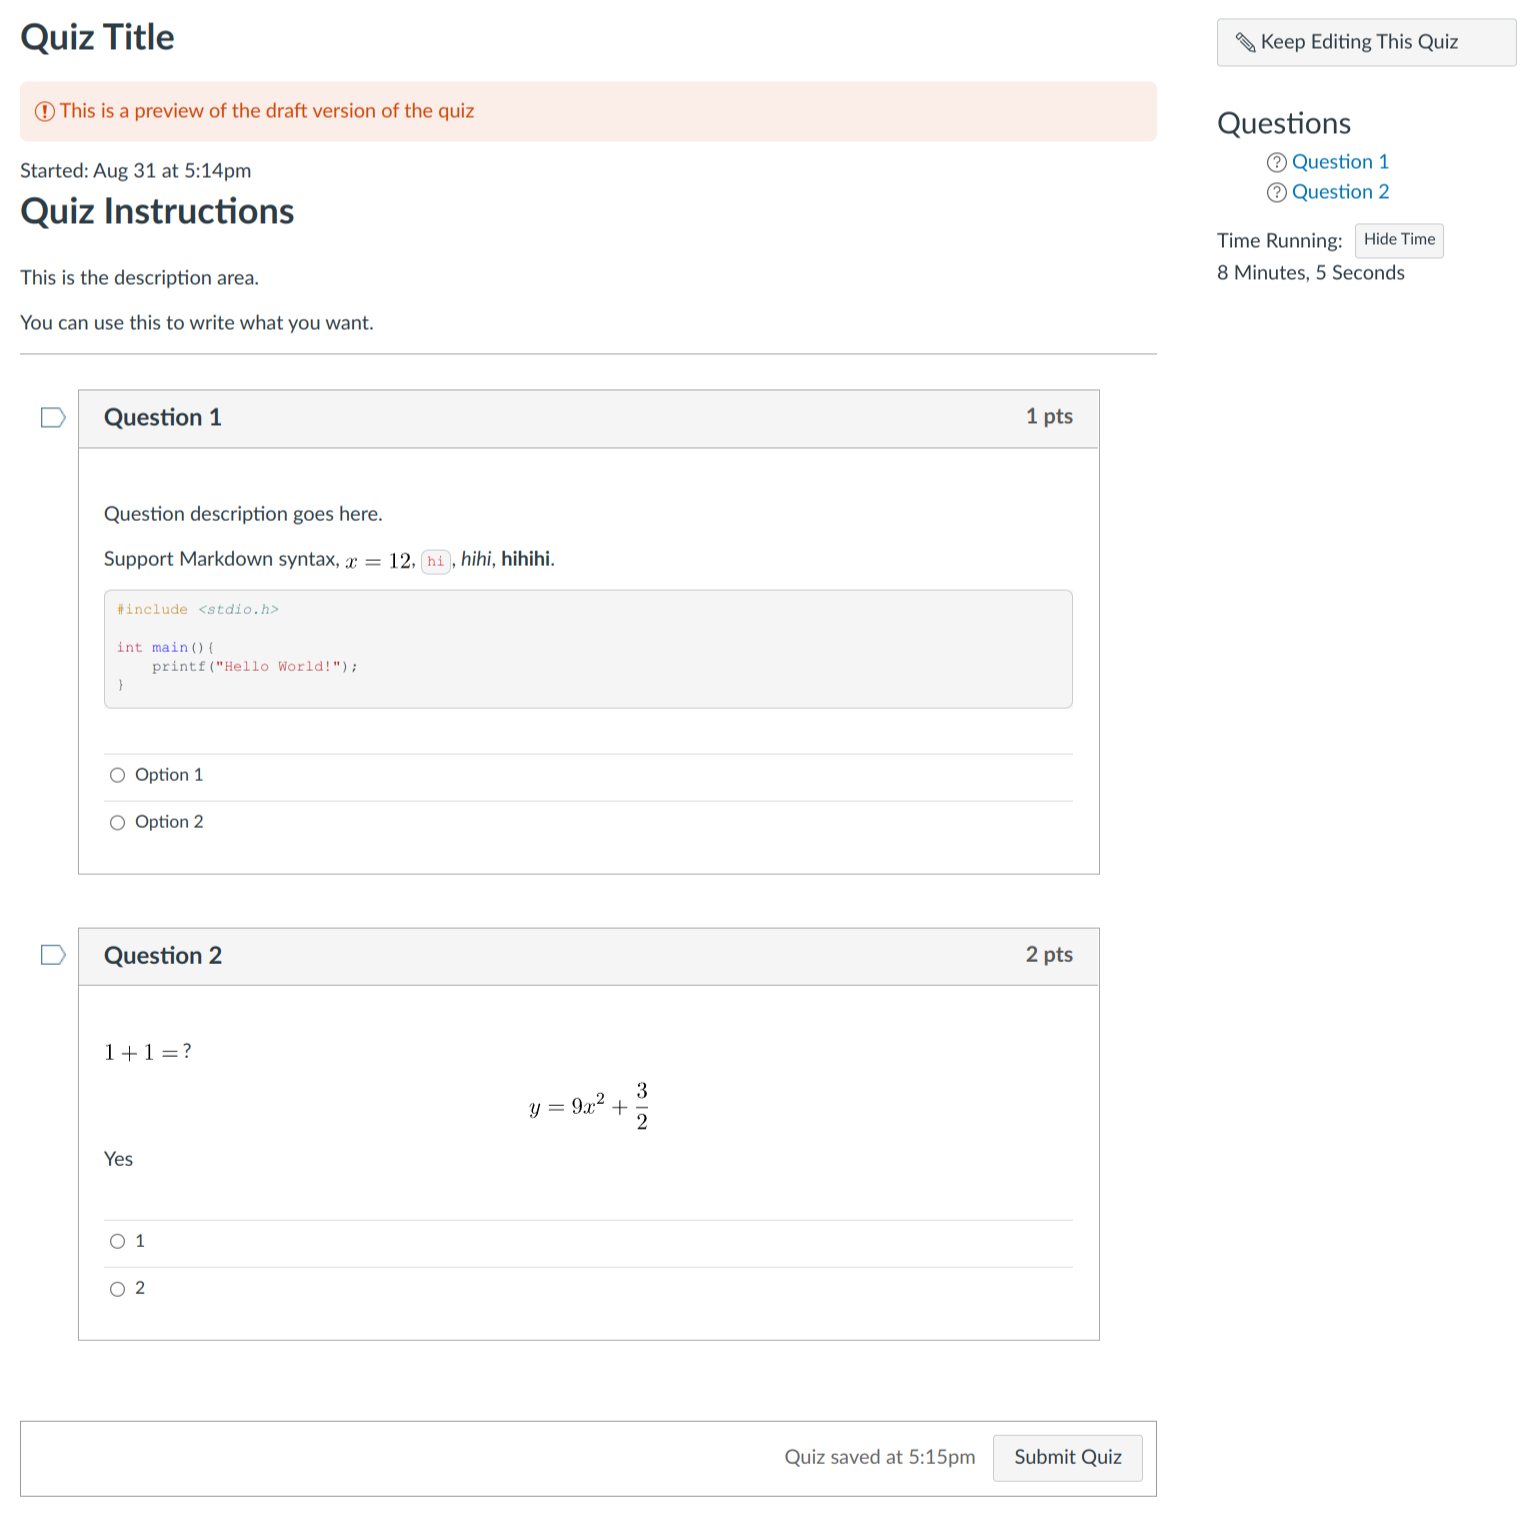 Quiz Title
This is a preview of the draft version of the quiz
Started: Aug 31 at 5:14pm
Quiz Instructions
This is the description area.
You can use this to write what you want.
Question 1 1 pts
Question description goes here.
Support Markdown syntax, x = 12, hi, hihi, hihihi.
#include <stdio.h>
int main(){
    printf("Hello World!");
}
Option 1
Option 2
Question 2 2 pts
1 + 1 = ?
y = 9x² + 3/2
Yes
1
2
Quiz saved at 5:15pm Submit Quiz
Keep Editing This Quiz
Questions
Question 1
Question 2
Time Running: Hide Time
8 Minutes, 5 Seconds